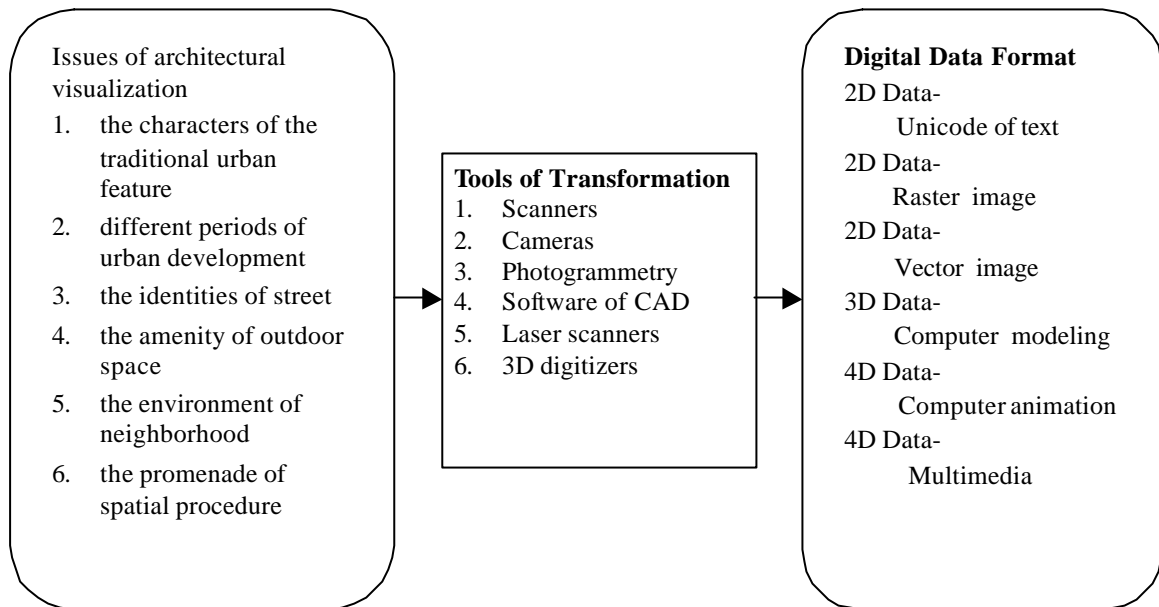 Issues of architectural
visualization
1. the characters of the
traditional urban
feature
2. different periods of
urban development
3. the identities of street
4. the amenity of outdoor
space
5. the environment of
neighborhood
6. the promenade of
spatial procedure
Tools of Transformation
1. Scanners
2. Cameras
3. Photogrammetry
4. Software of CAD
5. Laser scanners
6. 3D digitizers
Digital Data Format
2D Data-
Unicode of text
2D Data-
Raster image
2D Data-
Vector image
3D Data-
Computer modeling
4D Data-
Computer animation
4D Data-
Multimedia